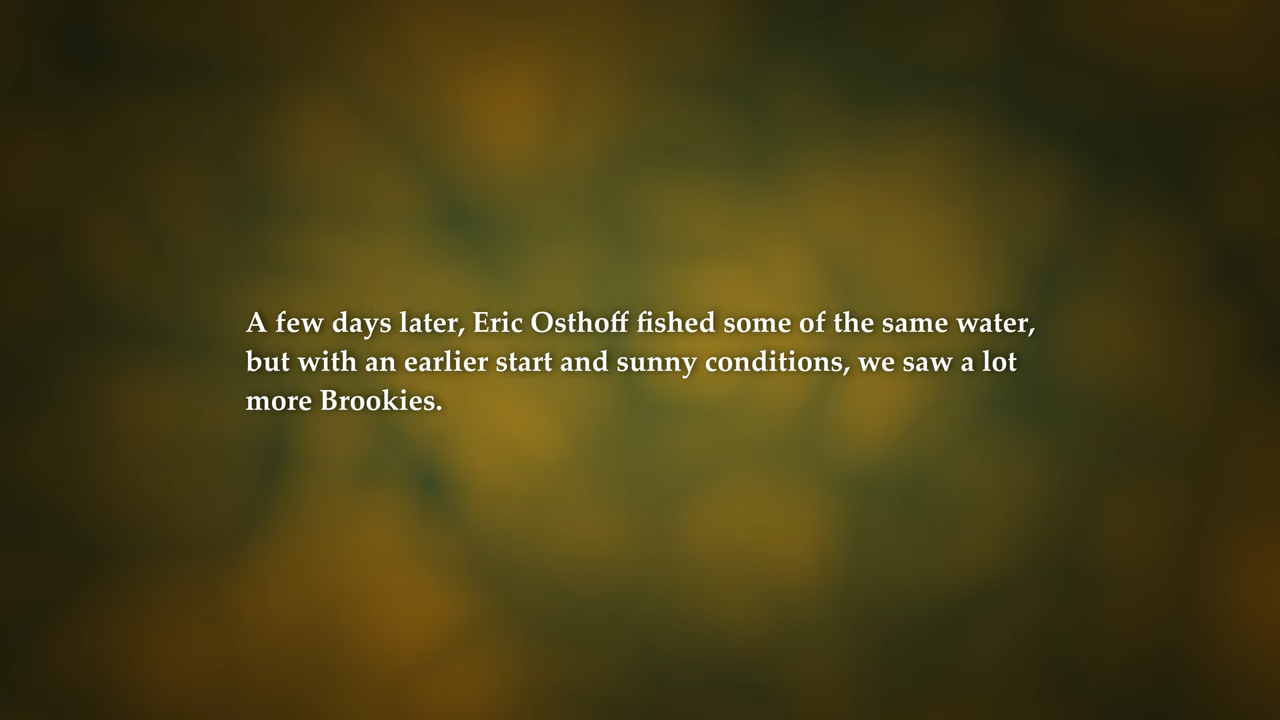 A few days later, Eric Osthoff fished some of the same water,
but with an earlier start and sunny conditions, we saw a lot
more Brookies.